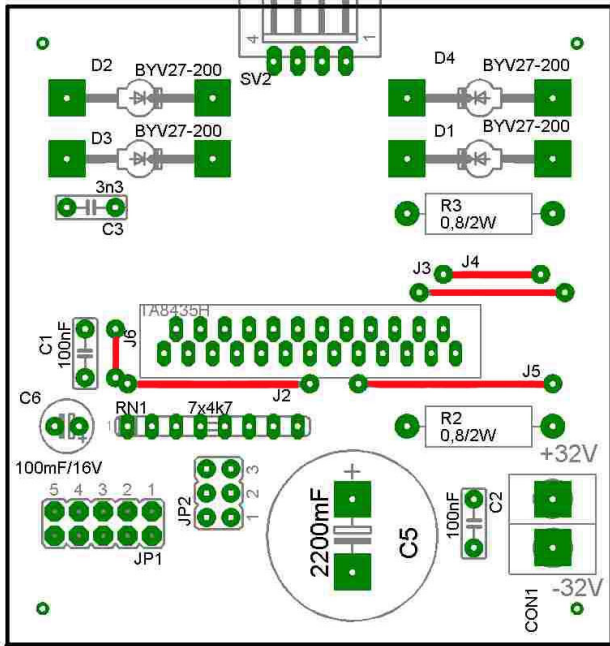 4 1
SV2
D2 BYV27-200
D4 BYV27-200
D3 BYV27-200
D1 BYV27-200
3n3
C3
R3
0,8/2W
J3 J4
TA8435H
C1
100nF
J6
J2
J5
C6
+
100mF/16V
RN1 1 7x4k7
R2
0,8/2W
+32V
5 4 3 2 1
JP1
JP2
3
2
1
+
2200mF
C5
100nF
C2
CON1
-32V